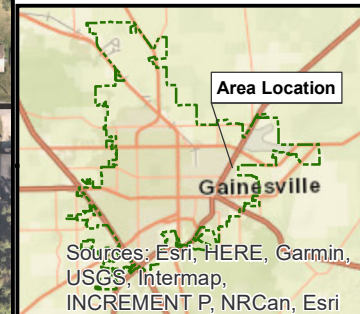 Area Location
Gainesville
Sources: Esri, HERE, Garmin,
USGS, Intermap,
INCREMENT P, NRCan, Esri